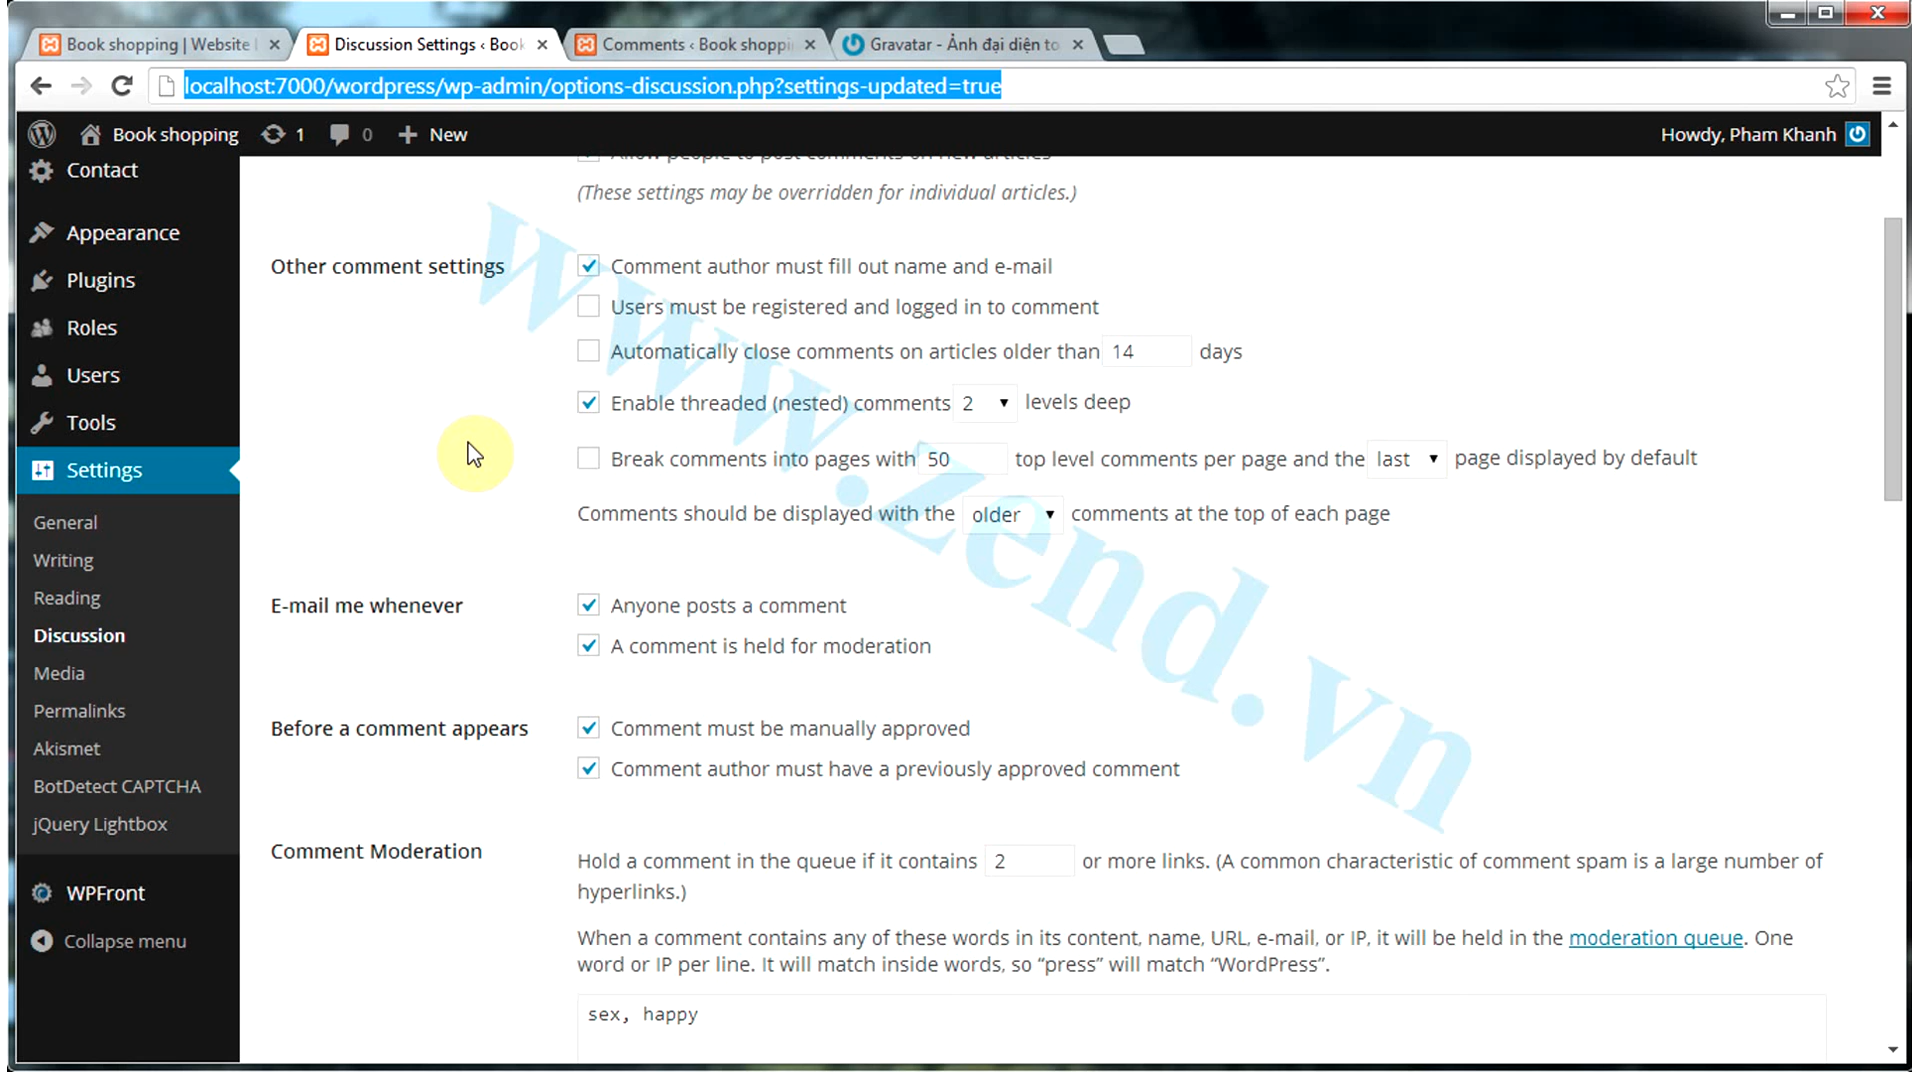 Book shopping | Website
Discussion Settings ‹ Book
Comments ‹ Book shoppi
Gravatar - Ảnh đại diện to
localhost:7000/wordpress/wp-admin/options-discussion.php?settings-updated=true
Book shopping
1
0
New
Howdy, Pham Khanh
Contact
Appearance
Plugins
Roles
Users
Tools
Settings
General
Writing
Reading
Discussion
Media
Permalinks
Akismet
BotDetect CAPTCHA
jQuery Lightbox
WPFront
Collapse menu
Allow people to post comments on new articles
(These settings may be overridden for individual articles.)
Other comment settings
Comment author must fill out name and e-mail
Users must be registered and logged in to comment
Automatically close comments on articles older than 14 days
Enable threaded (nested) comments 2 levels deep
Break comments into pages with 50 top level comments per page and the last page displayed by default
Comments should be displayed with the older comments at the top of each page
E-mail me whenever
Anyone posts a comment
A comment is held for moderation
Before a comment appears
Comment must be manually approved
Comment author must have a previously approved comment
Comment Moderation
Hold a comment in the queue if it contains 2 or more links. (A common characteristic of comment spam is a large number of
hyperlinks.)
When a comment contains any of these words in its content, name, URL, e-mail, or IP, it will be held in the moderation queue. One
word or IP per line. It will match inside words, so “press” will match “WordPress”.
sex, happy
www.zend.vn